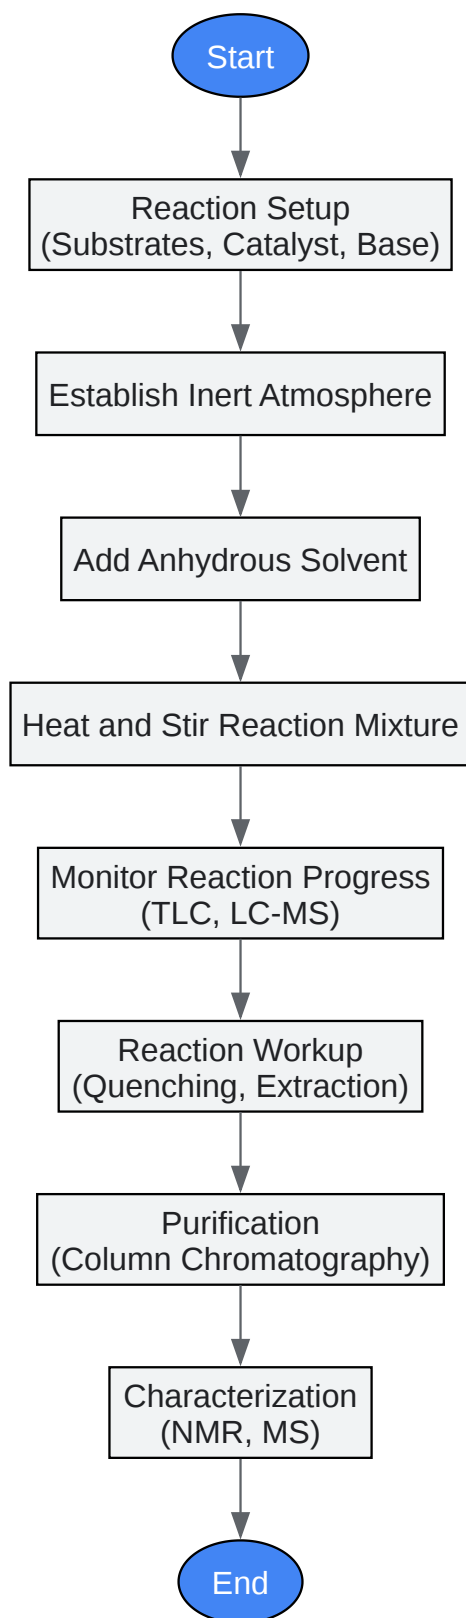 Start
Reaction Setup
(Substrates, Catalyst, Base)
Establish Inert Atmosphere
Add Anhydrous Solvent
Heat and Stir Reaction Mixture
Monitor Reaction Progress
(TLC, LC-MS)
Reaction Workup
(Quenching, Extraction)
Purification
(Column Chromatography)
Characterization
(NMR, MS)
End